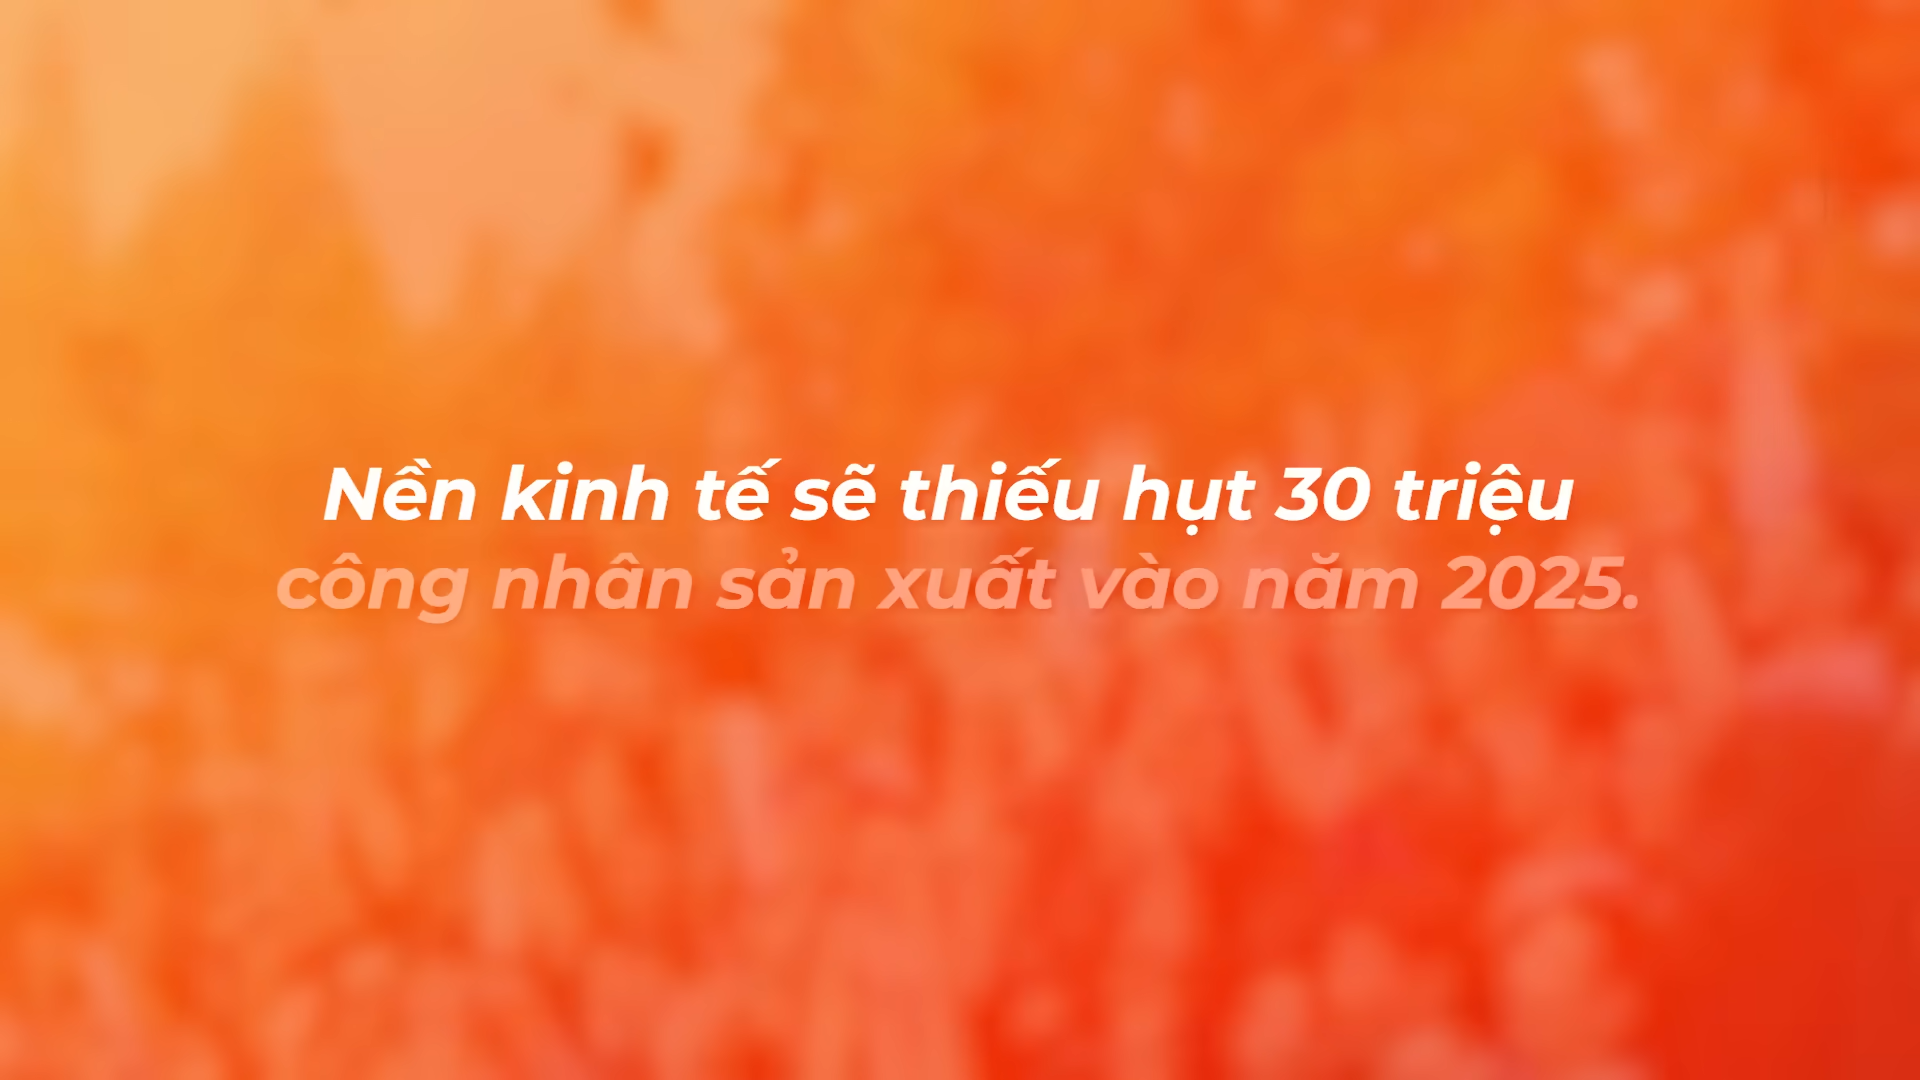 Nền kinh tế sẽ thiếu hụt 30 triệu
công nhân sản xuất vào năm 2025.